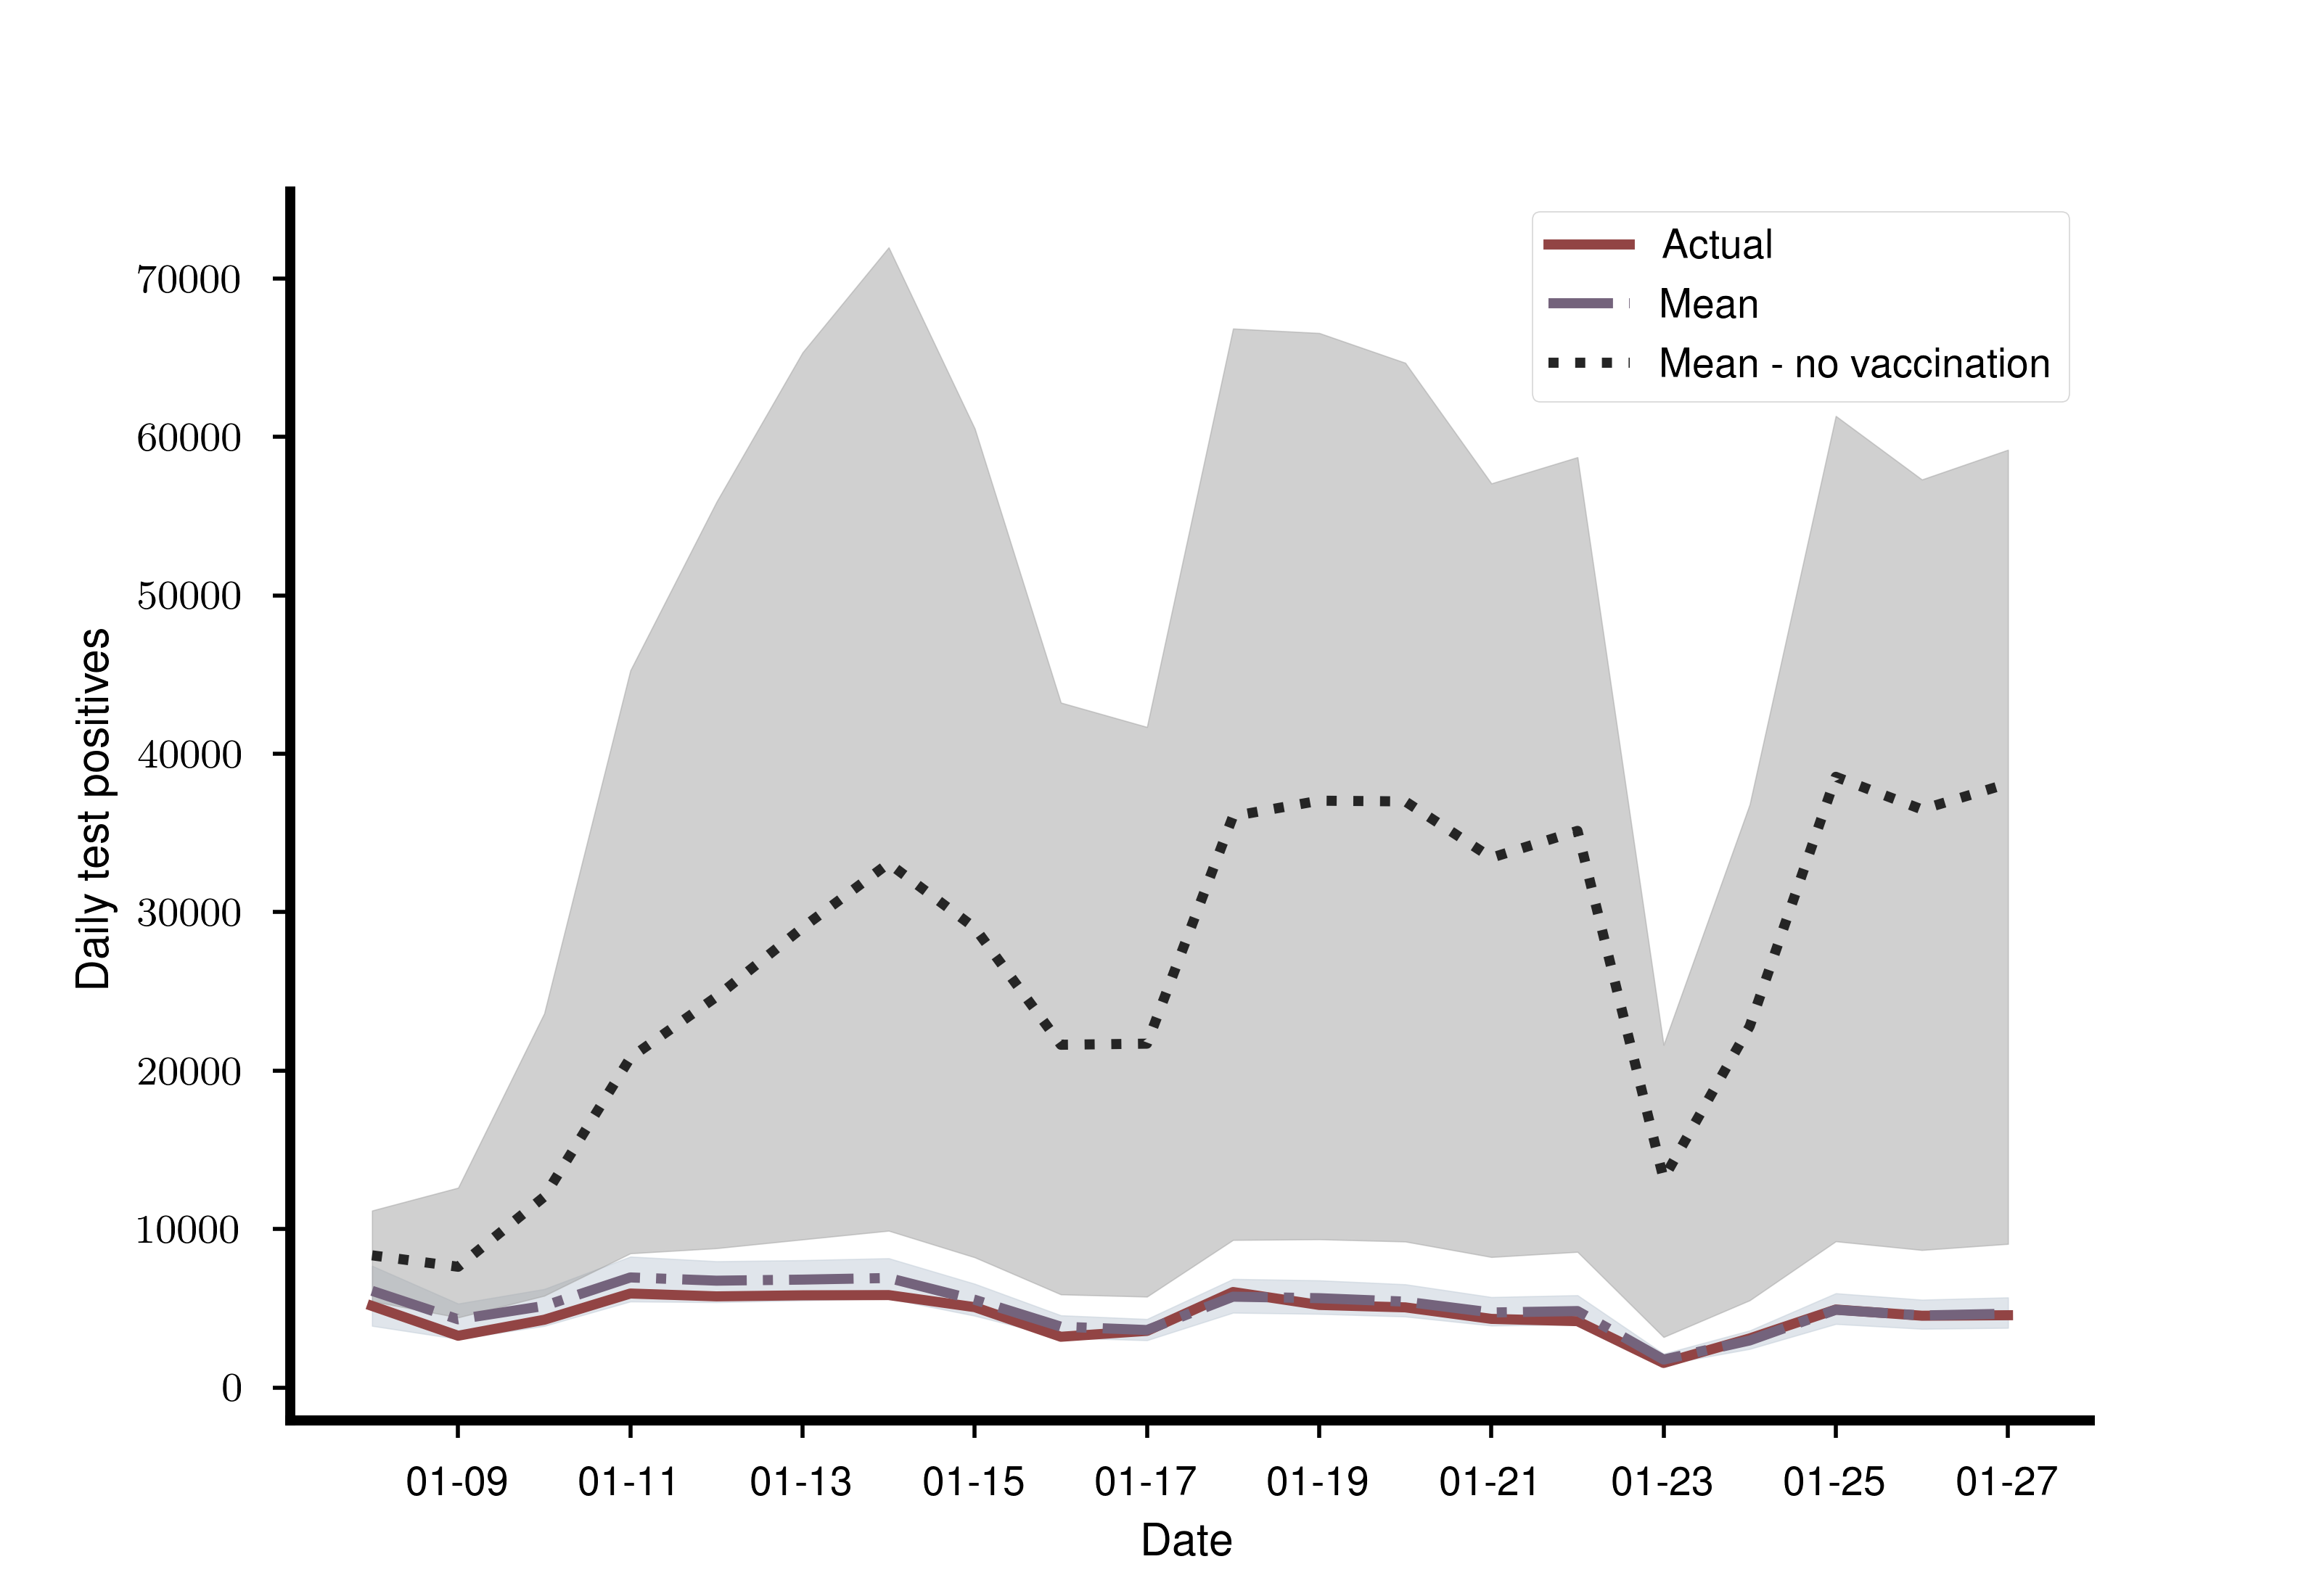 Actual
Mean
Mean - no vaccination
70000
60000
50000
40000
30000
20000
10000
0
Daily test positives
01-09 01-11 01-13 01-15 01-17 01-19 01-21 01-23 01-25 01-27
Date